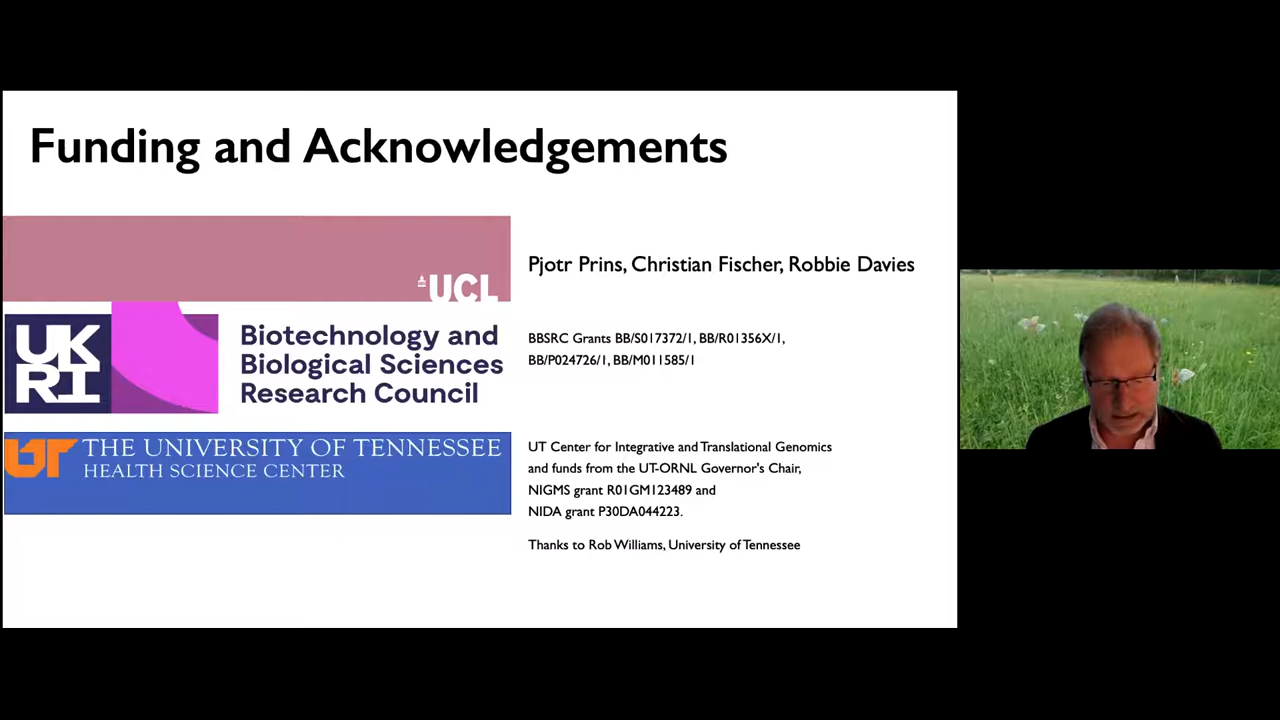 Funding and Acknowledgements
UCL
Pjotr Prins, Christian Fischer, Robbie Davies
UK
RI
Biotechnology and
Biological Sciences
Research Council
BBSRC Grants BB/S017372/1, BB/R01356X/1,
BB/P024726/1, BB/M011585/1
UT THE UNIVERSITY OF TENNESSEE
HEALTH SCIENCE CENTER
UT Center for Integrative and Translational Genomics
and funds from the UT-ORNL Governor's Chair,
NIGMS grant R01GM123489 and
NIDA grant P30DA044223.
Thanks to Rob Williams, University of Tennessee